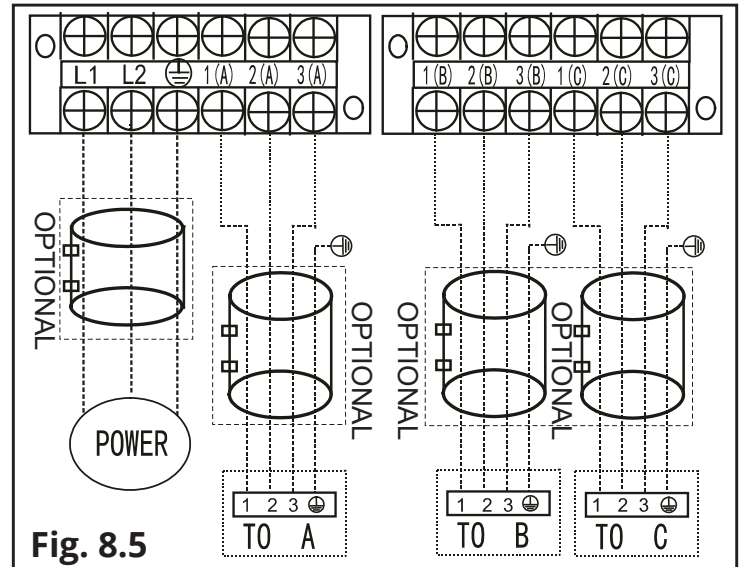 L1 L2 1(A) 2(A) 3(A)
1(B) 2(B) 3(B) 1(C) 2(C) 3(C)
OPTIONAL
OPTIONAL
OPTIONAL
OPTIONAL
POWER
1 2 3
TO A
1 2 3
TO B
1 2 3
TO C
Fig. 8.5